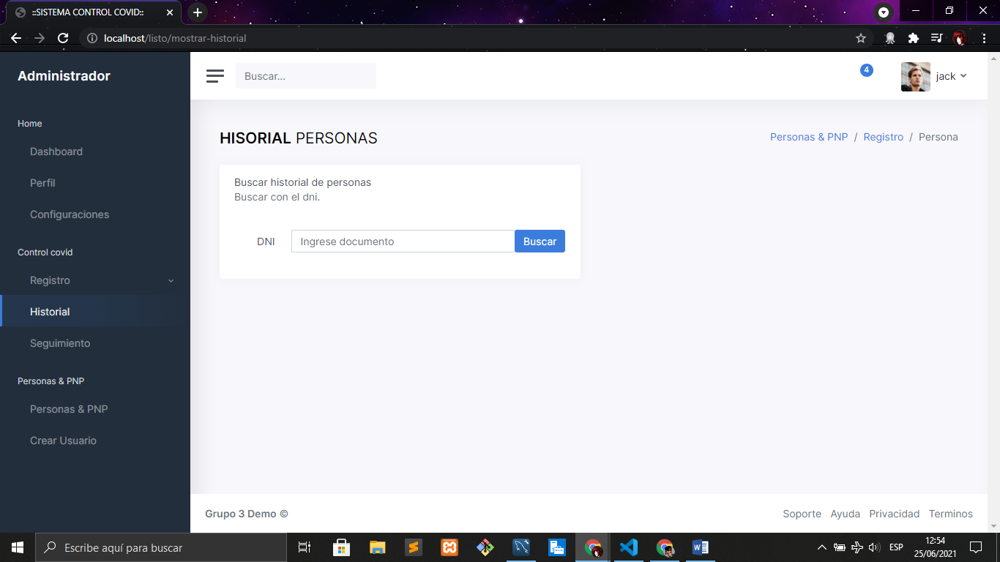 ::SISTEMA CONTROL COVID::
localhost/listo/mostrar-historial
Administrador
Home
Dashboard
Perfil
Configuraciones
Control covid
Registro
Historial
Seguimiento
Personas & PNP
Personas & PNP
Crear Usuario
Buscar...
4
jack
HISORIAL PERSONAS
Personas & PNP / Registro / Persona
Buscar historial de personas
Buscar con el dni.
DNI Ingrese documento Buscar
Grupo 3 Demo ©
Soporte Ayuda Privacidad Terminos
Escribe aquí para buscar
ESP
12:54
25/06/2021